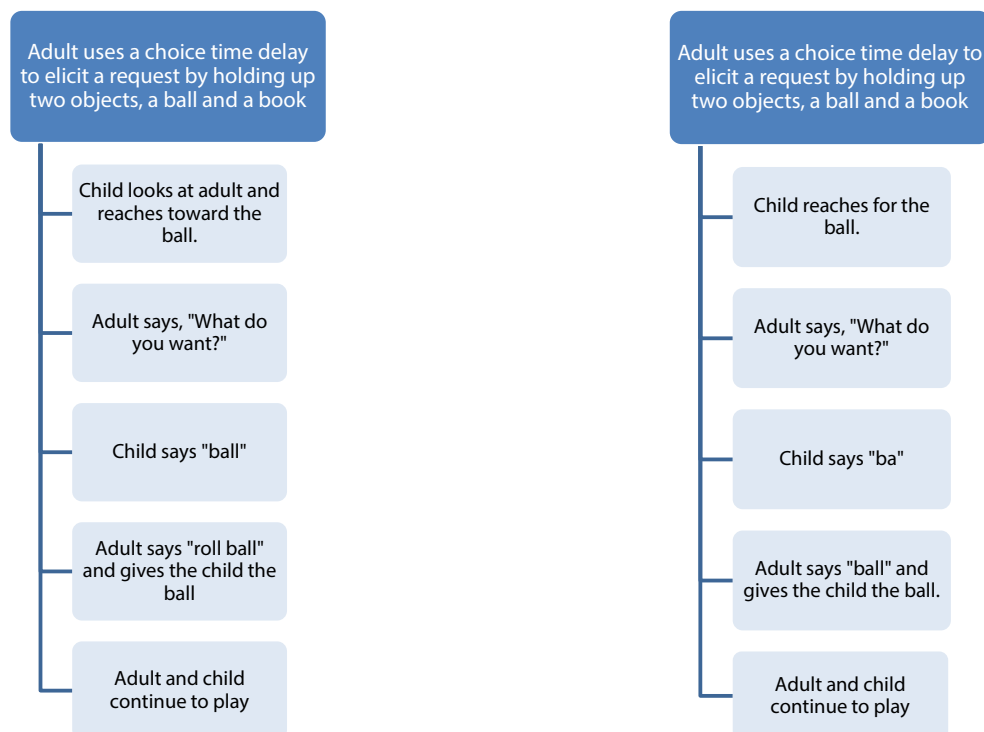 Adult uses a choice time delay
to elicit a request by holding up
two objects, a ball and a book
Child looks at adult and
reaches toward the
ball.
Adult says, "What do
you want?"
Child says "ball"
Adult says "roll ball"
and gives the child the
ball
Adult and child
continue to play
Adult uses a choice time delay to
elicit a request by holding up
two objects, a ball and a book
Child reaches for the
ball.
Adult says, "What do
you want?"
Child says "ba"
Adult says "ball" and
gives the child the ball.
Adult and child
continue to play